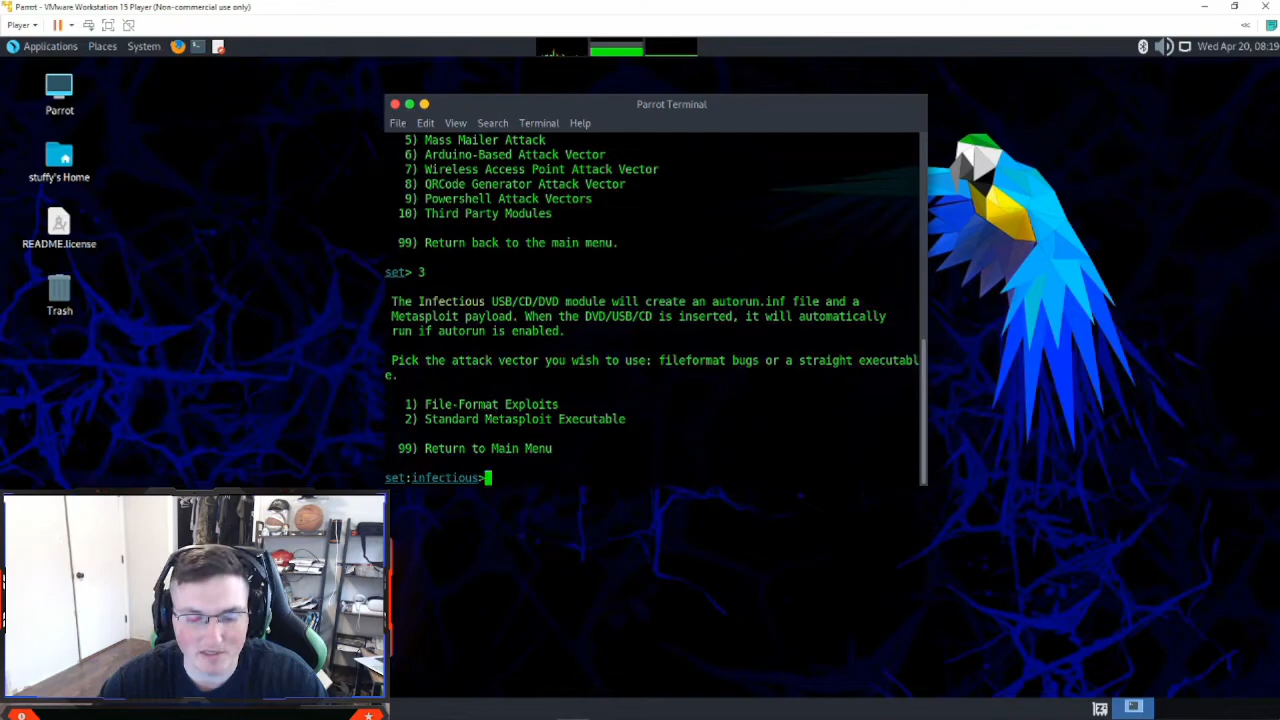 Parrot - VMware Workstation 15 Player (Non-commercial use only)
Player
Applications Places System
Wed Apr 20, 08:19
Parrot
stuffy's Home
README.license
Trash
Parrot Terminal
File Edit View Search Terminal Help
5) Mass Mailer Attack
6) Arduino-Based Attack Vector
7) Wireless Access Point Attack Vector
8) QRCode Generator Attack Vector
9) Powershell Attack Vectors
10) Third Party Modules
99) Return back to the main menu.
set> 3
The Infectious USB/CD/DVD module will create an autorun.inf file and a
Metasploit payload. When the DVD/USB/CD is inserted, it will automatically
run if autorun is enabled.
Pick the attack vector you wish to use: fileformat bugs or a straight executabl
e.
1) File-Format Exploits
2) Standard Metasploit Executable
99) Return to Main Menu
set:infectious>